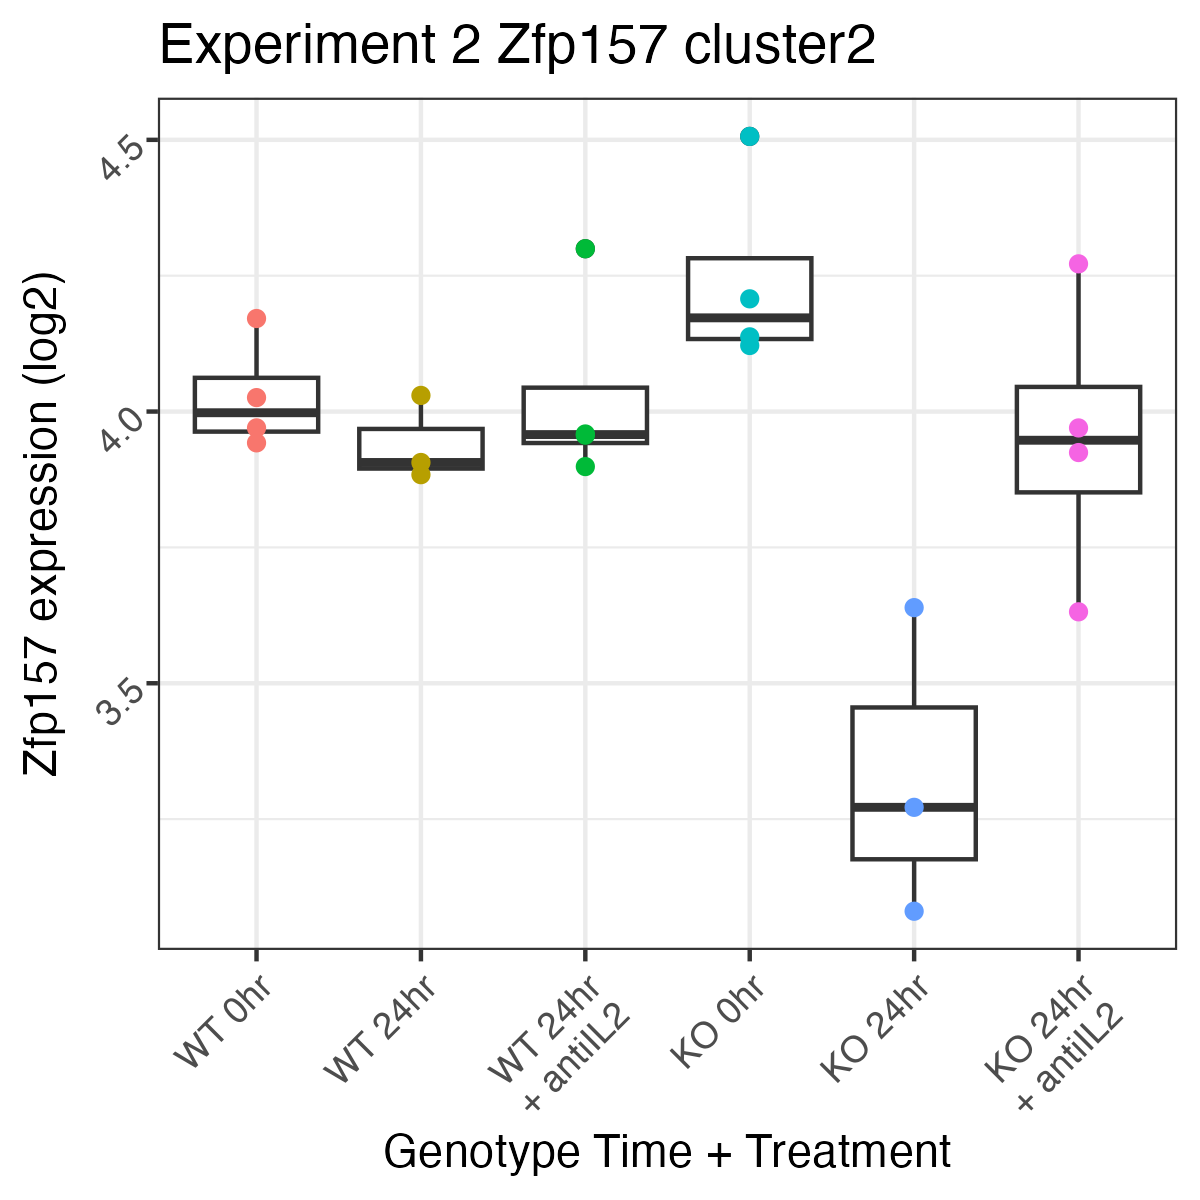 Experiment 2 Zfp157 cluster2
Zfp157 expression (log2)
4.5
4.0
3.5
WT 0hr
WT 24hr
WT 24hr
+ antiIL2
KO 0hr
KO 24hr
KO 24hr
+ antiIL2
Genotype Time + Treatment